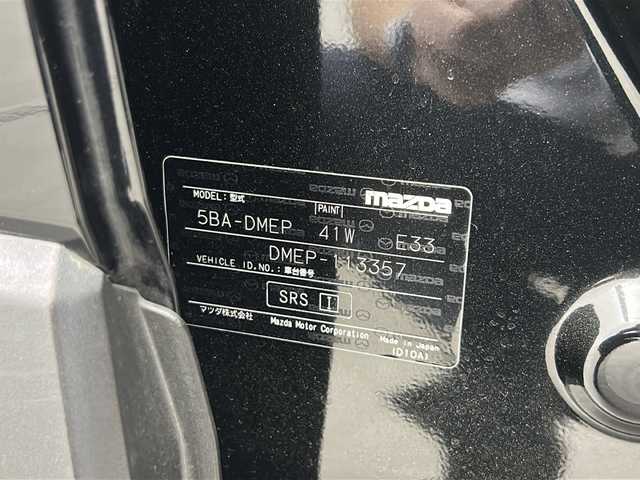 mazda
MODEL: 型式
PAINT
5BA-DMEP 41W E33
DMEP-113357
VEHICLE ID.NO.: 車台番号
SRS I
マツダ株式会社 Mazda Motor Corporation Made in Japan
(D10A)